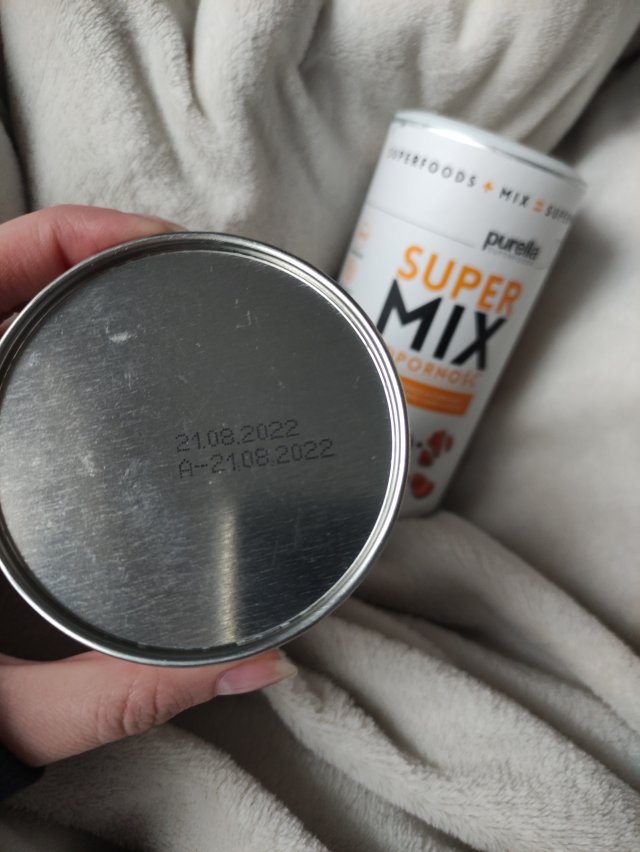 21.08.2022
A-21.08.2022
SUPERFOODS + MIX =
purella
SUPER
MIX